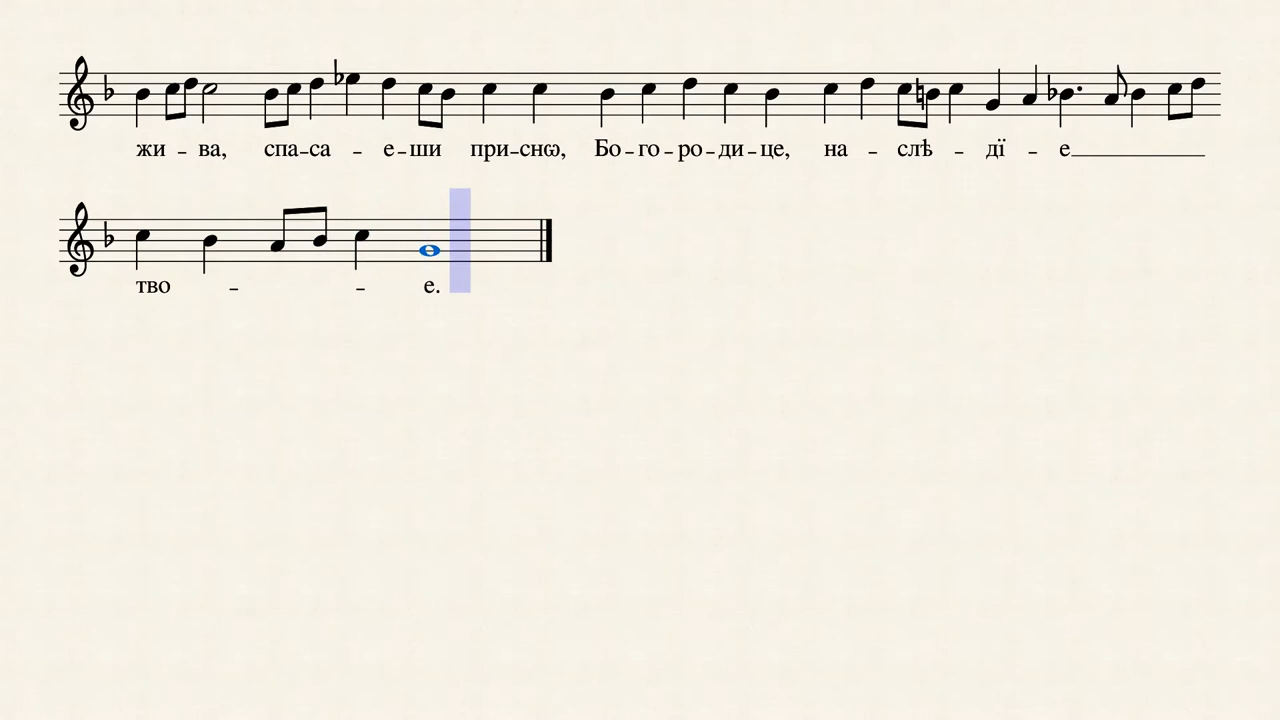 жи – ва, спа–са – е–ши при–снѡ, Бо–го–ро–ди–це, на – слѣ – дї – е
тво – – е.